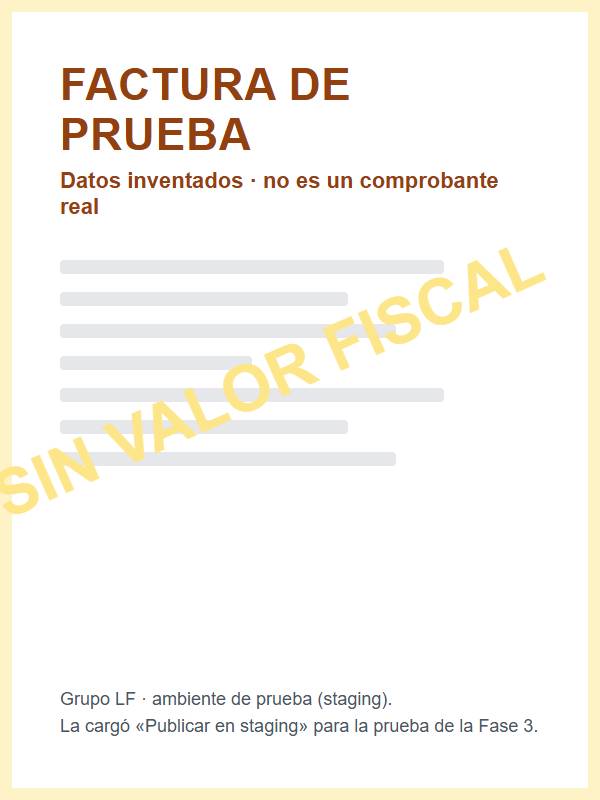 FACTURA DE
PRUEBA
Datos inventados · no es un comprobante
real
SIN VALOR FISCAL
Grupo LF · ambiente de prueba (staging).
La cargó «Publicar en staging» para la prueba de la Fase 3.